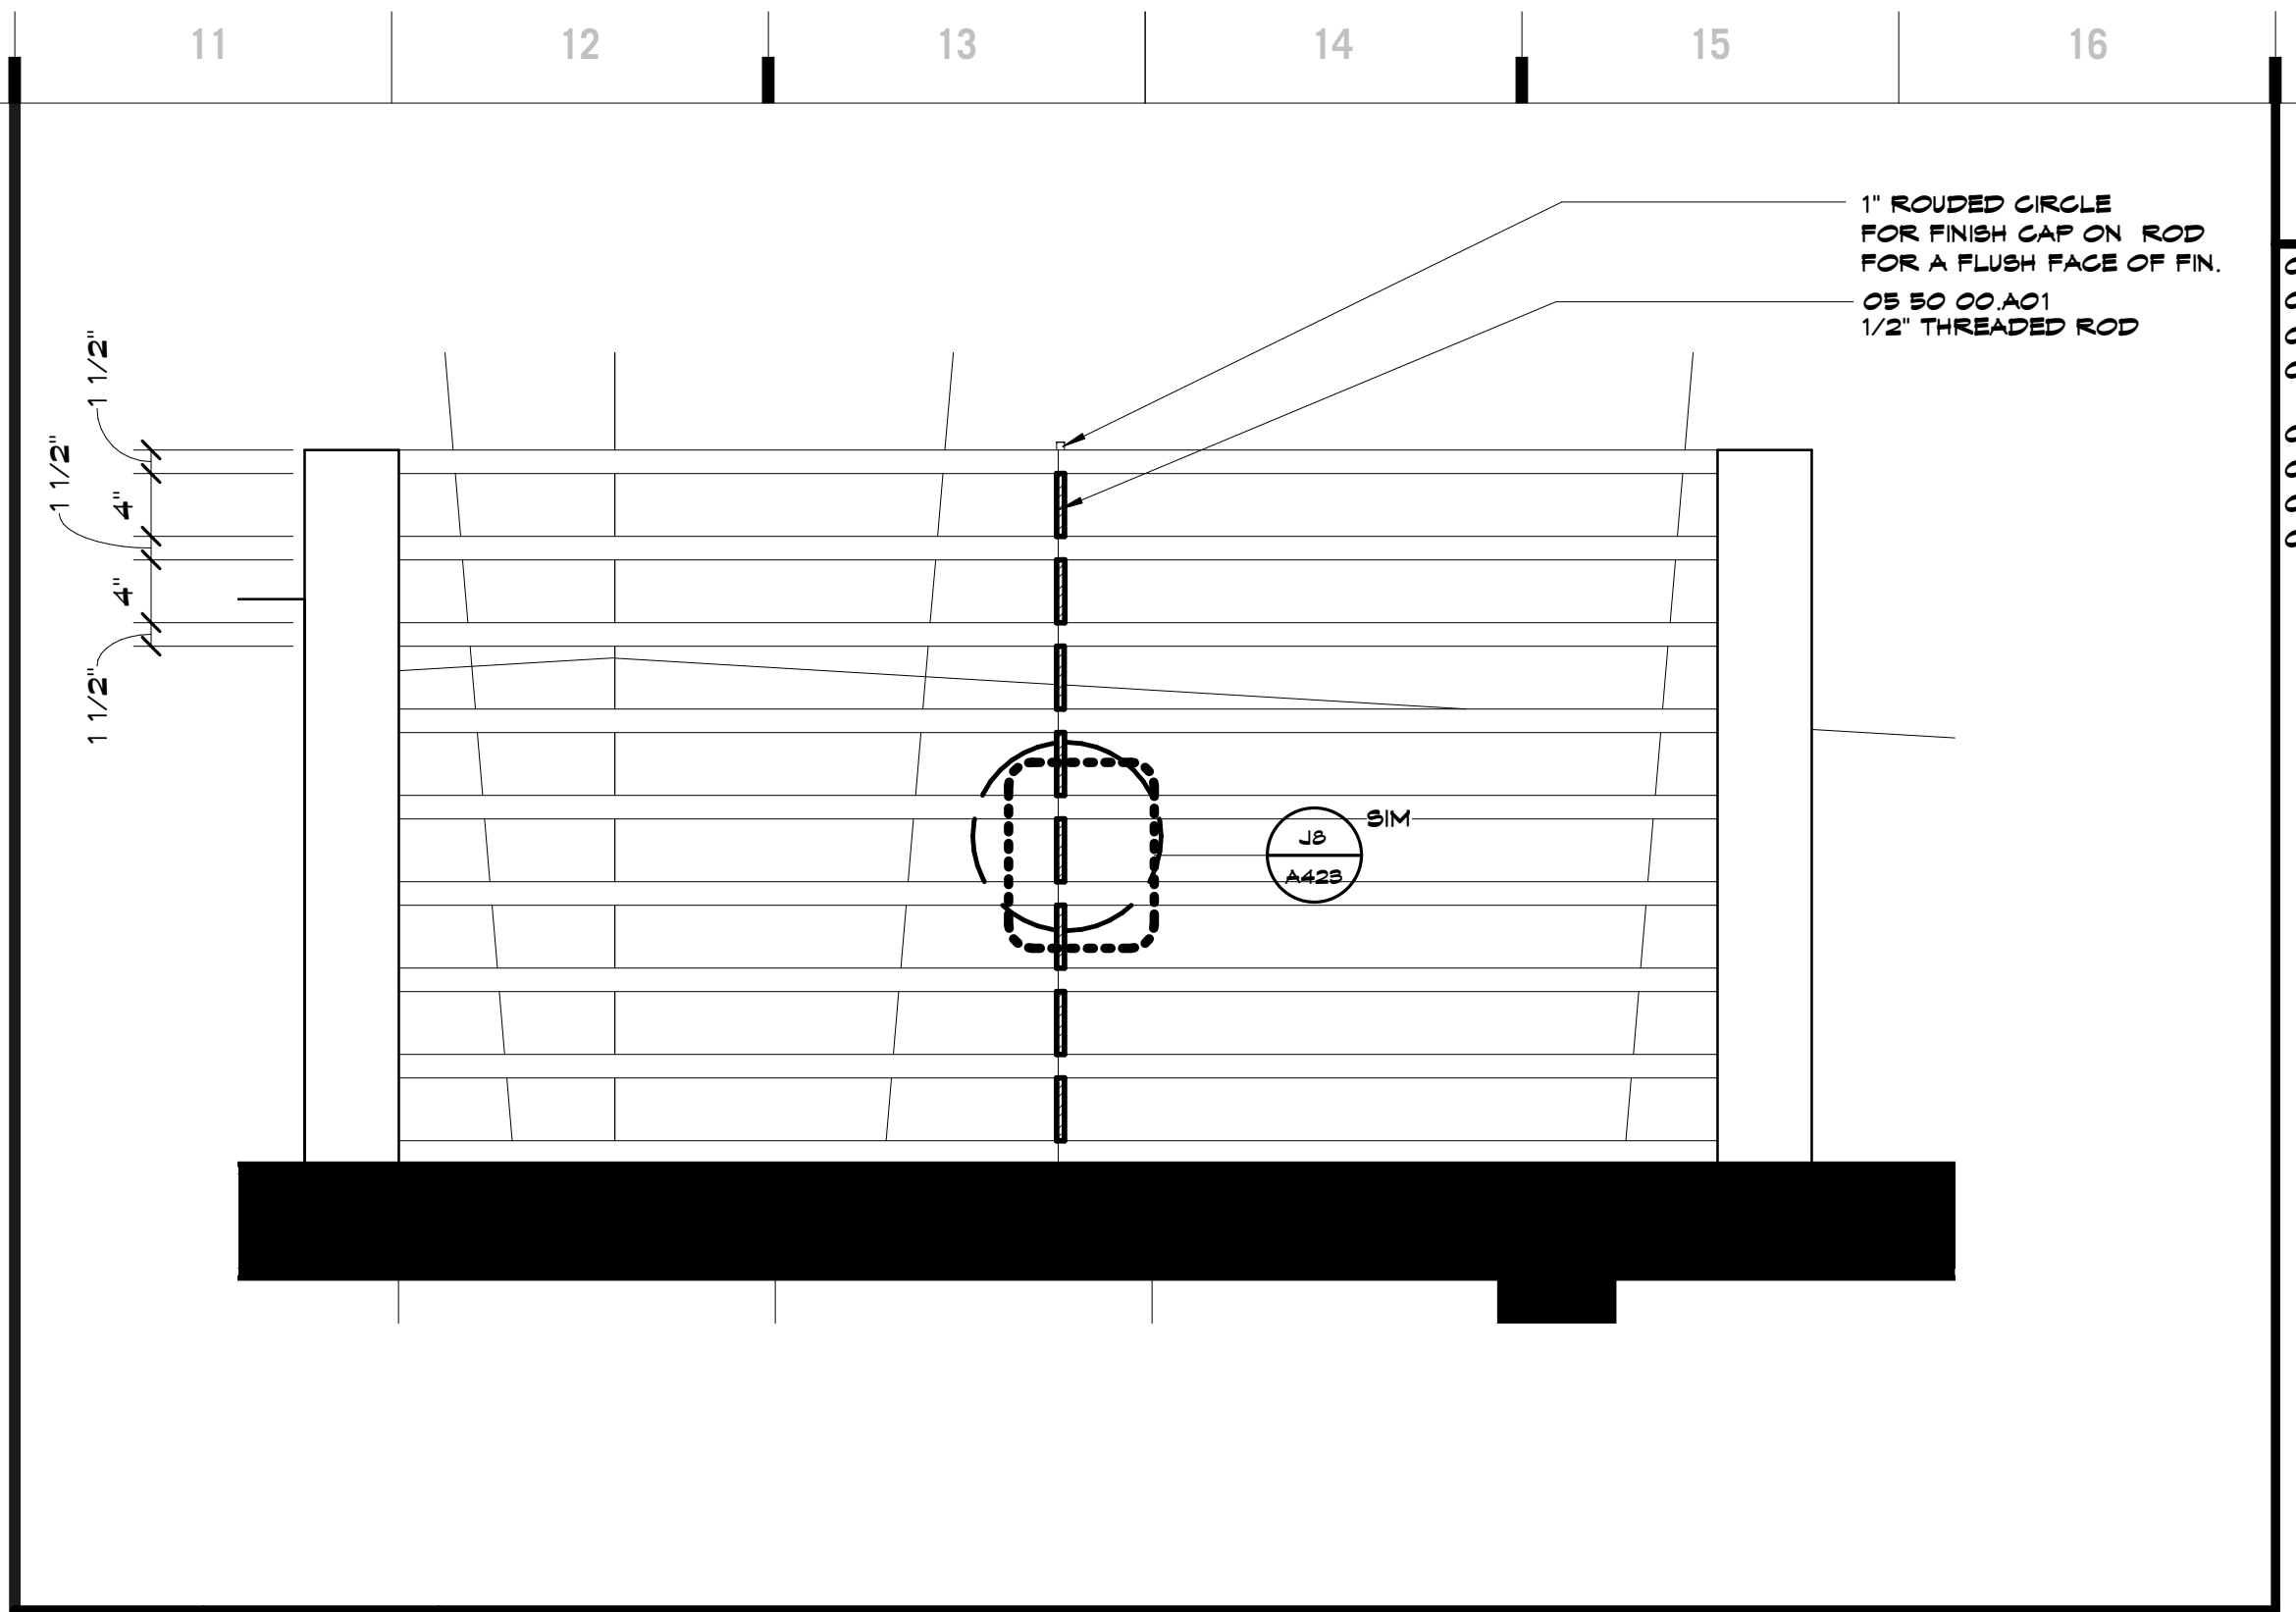 11 12 13 14 15 16
1" ROUDED CIRCLE
FOR FINISH CAP ON ROD
FOR A FLUSH FACE OF FIN.
05 50 00.A01
1/2" THREADED ROD
1 1/2"
1 1/2"
4"
4"
1 1/2"
SIM
J8
A423